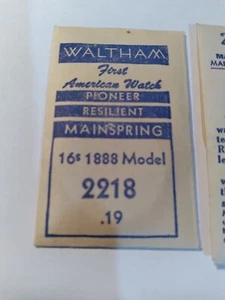 WALTHAM
First
American Watch
PIONEER
RESILIENT
MAINSPRING
16s 1888 Model
2218
.19